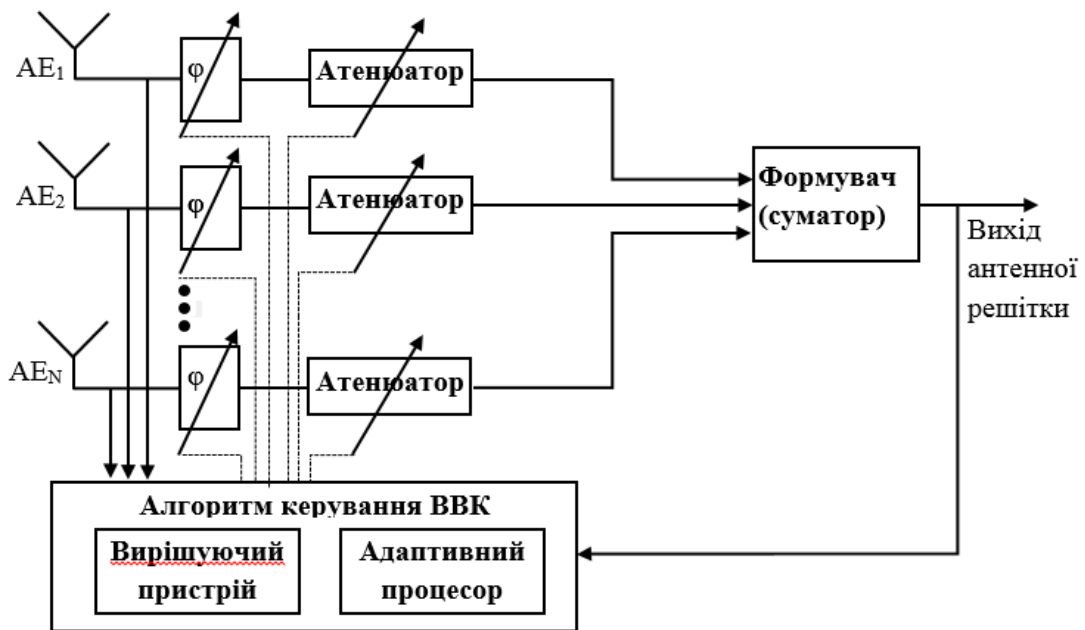 AE1
φ
Атенюатор
AE2
φ
Атенюатор
Формувач
(суматор)
Вихід
антенної
решітки
AEN
φ
Атенюатор
Алгоритм керування ВВК
Вирішуючий
пристрій
Адаптивний
процесор